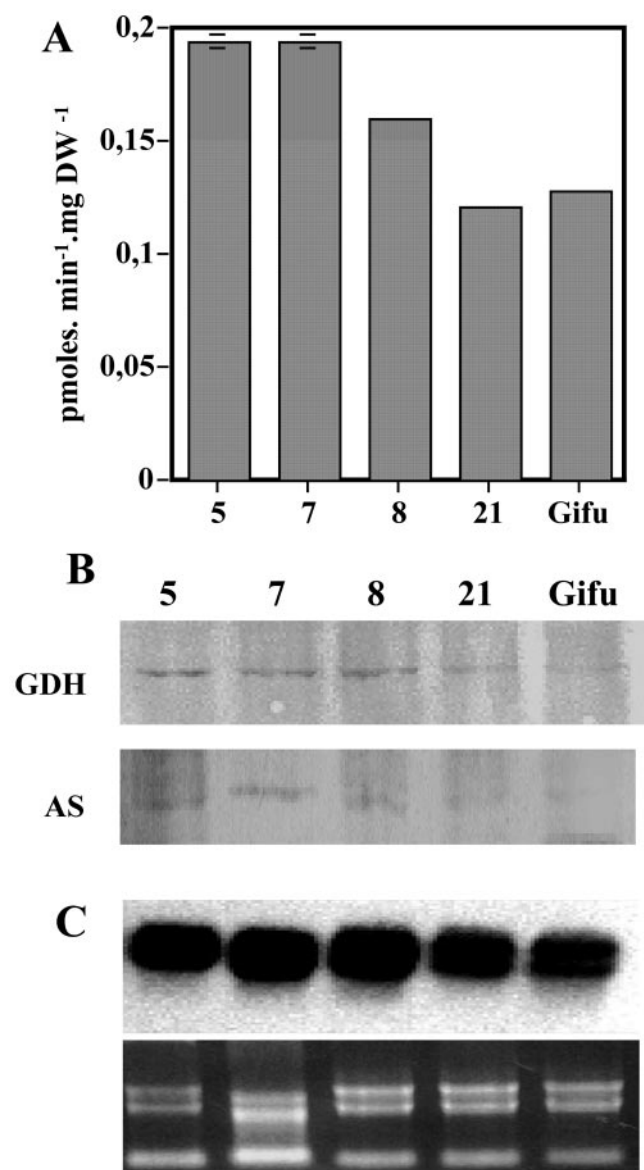 A
pmoles. min⁻¹.mg DW ⁻¹
0,2
0,15
0,1
0,05
0
5 7 8 21 Gifu
B
5 7 8 21 Gifu
GDH
AS
C